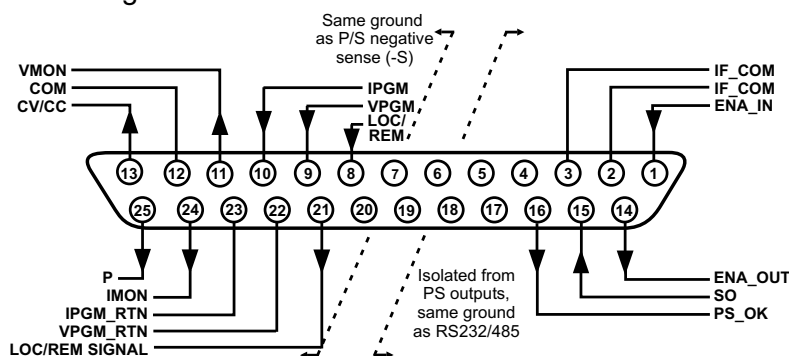 Same ground
as P/S negative
sense (-S)
VMON
COM
CV/CC
IPGM
VPGM
LOC/
REM
IF_COM
IF_COM
ENA_IN
13 12 11 10 9 8 7 6 5 4 3 2 1
25 24 23 22 21 20 19 18 17 16 15 14
P
IMON
IPGM_RTN
VPGM_RTN
LOC/REM SIGNAL
Isolated from
PS outputs,
same ground
as RS232/485
ENA_OUT
SO
PS_OK